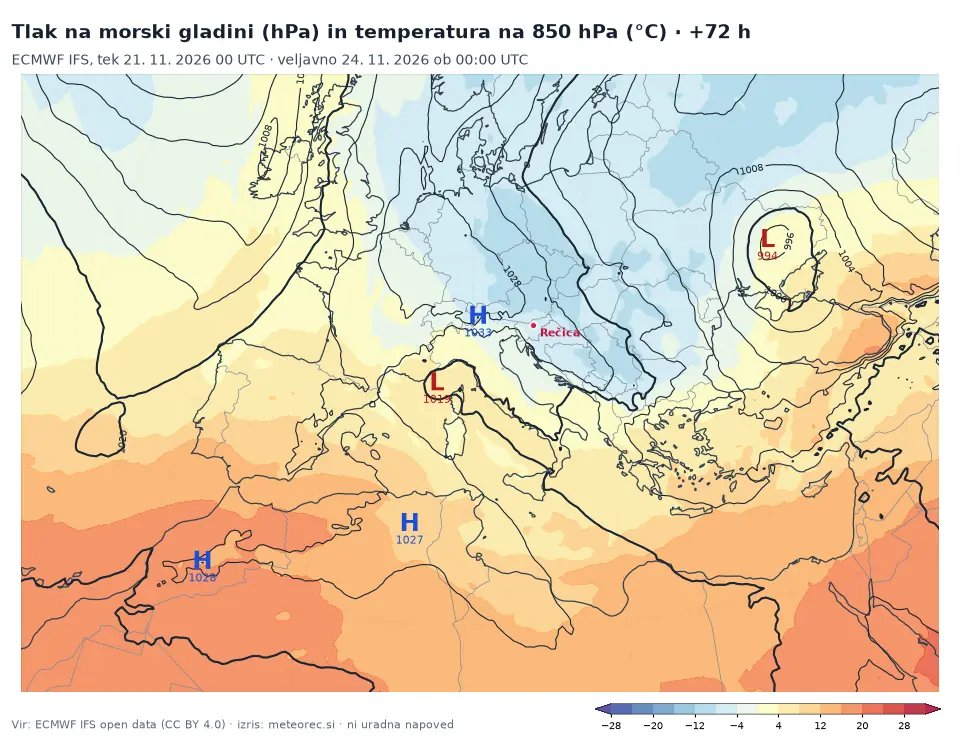 Tlak na morski gladini (hPa) in temperatura na 850 hPa (°C) · +72 h
ECMWF IFS, tek 21. 11. 2026 00 UTC · veljavno 24. 11. 2026 ob 00:00 UTC
1008
1008
L
994
996
1004
1028
H
1033
Rečica
L
1019
1020
H
1027
H
1028
Vir: ECMWF IFS open data (CC BY 4.0) · izris: meteorec.si · ni uradna napoved
−28 −20 −12 −4 4 12 20 28